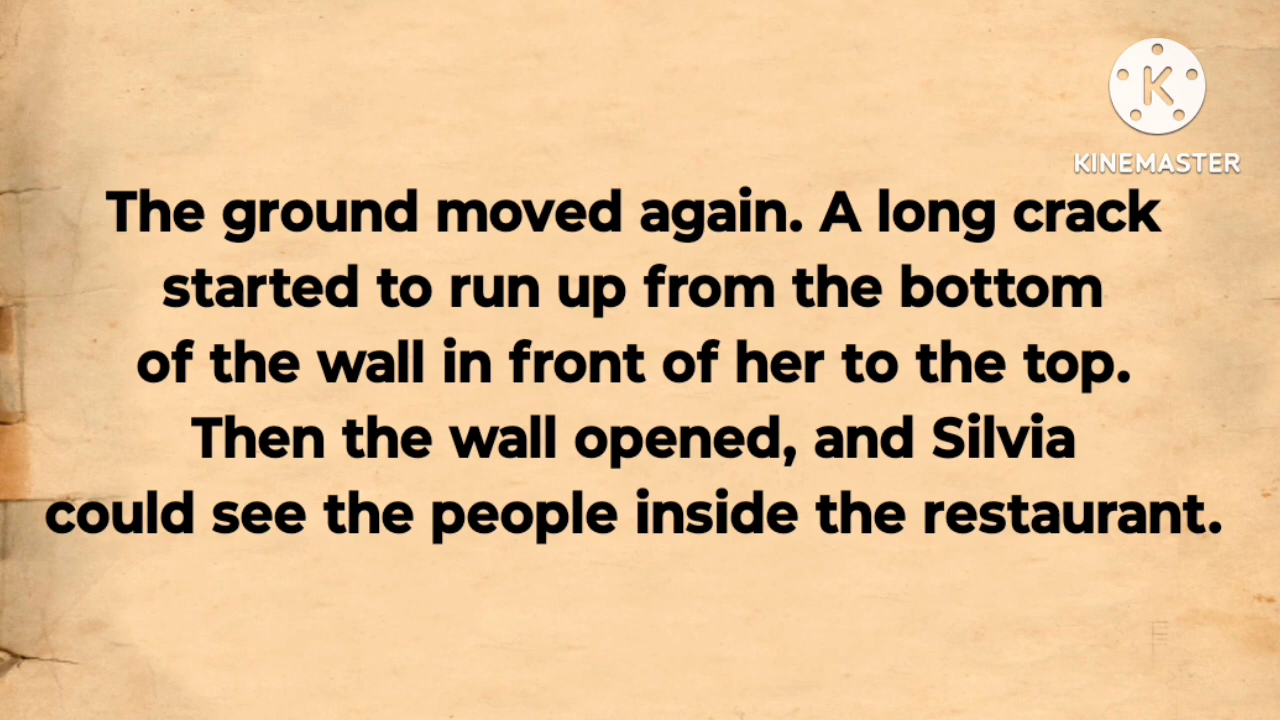 KINEMASTER
The ground moved again. A long crack
started to run up from the bottom
of the wall in front of her to the top.
Then the wall opened, and Silvia
could see the people inside the restaurant.